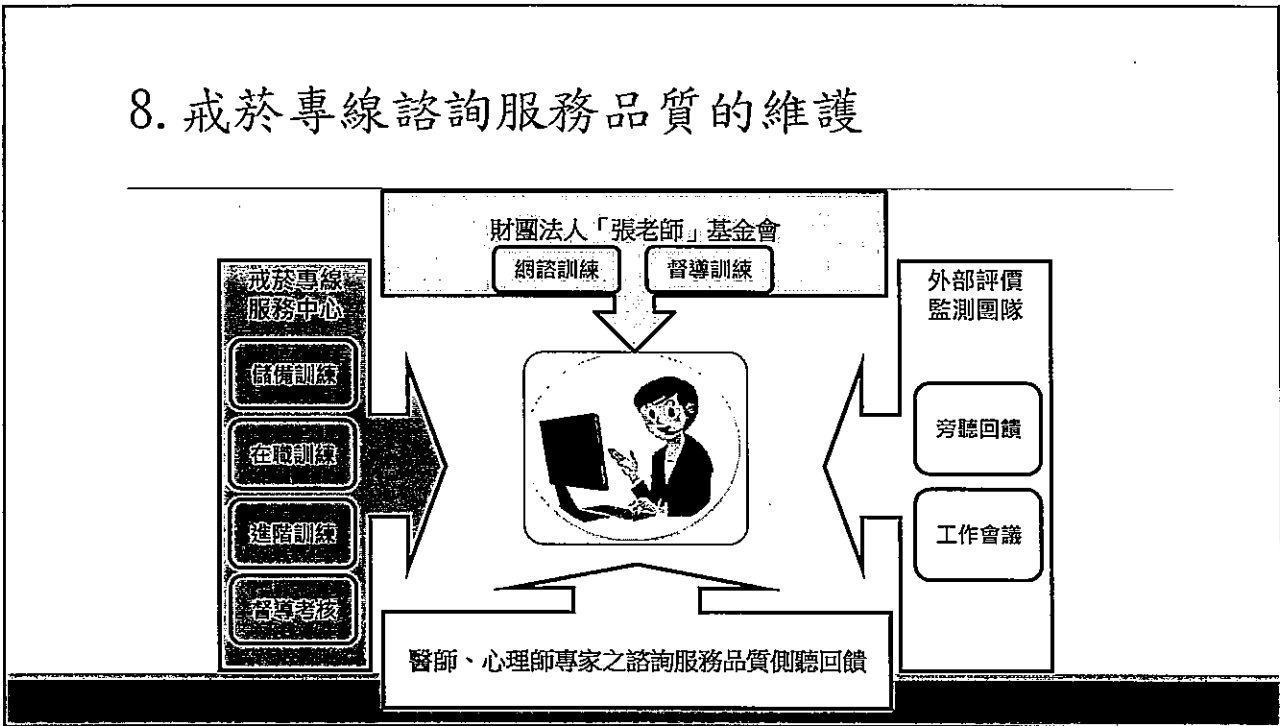 8. 戒菸專線諮詢服務品質的維護
財團法人「張老師」基金會
網諮訓練
督導訓練
戒菸專線
服務中心
儲備訓練
在職訓練
進階訓練
督導考核
外部評價
監測團隊
旁聽回饋
工作會議
醫師、心理師專家之諮詢服務品質側聽回饋